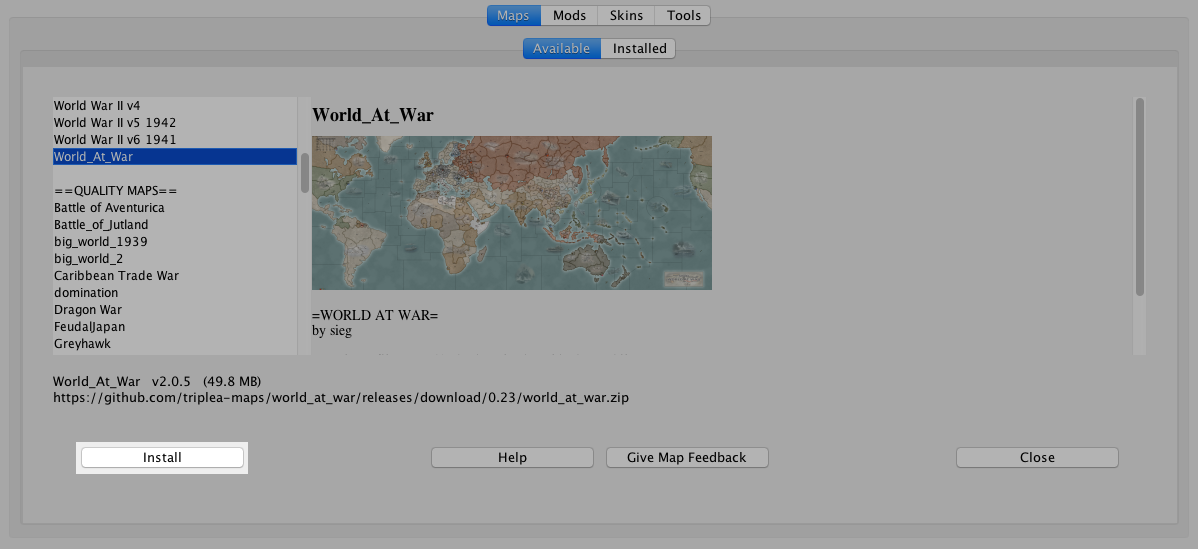 Maps Mods Skins Tools
Available Installed
World War II v4
World War II v5 1942
World War II v6 1941
World_At_War
==QUALITY MAPS==
Battle of Aventurica
Battle_of_Jutland
big_world_1939
big_world_2
Caribbean Trade War
domination
Dragon War
FeudalJapan
Greyhawk
World_At_War
=WORLD AT WAR=
by sieg
World_At_War v2.0.5 (49.8 MB)
https://github.com/triplea-maps/world_at_war/releases/download/0.23/world_at_war.zip
Install Help Give Map Feedback Close